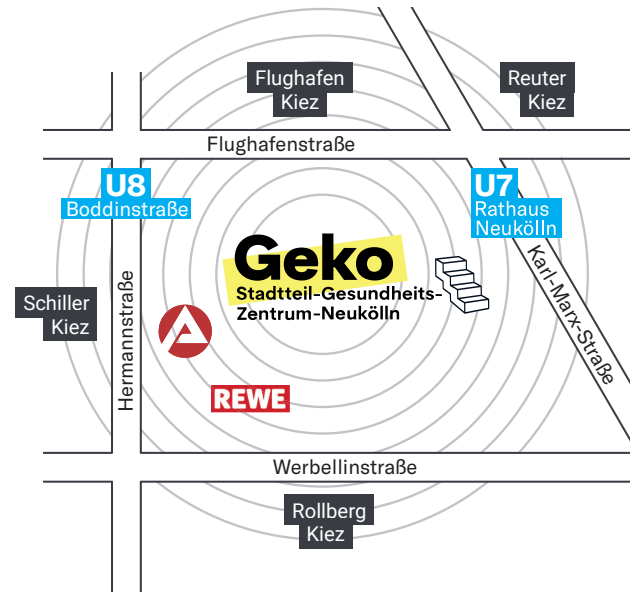 Flughafen
Kiez
Reuter
Kiez
Flughafenstraße
U8
Boddinstraße
U7
Rathaus
Neukölln
Geko
Stadtteil-Gesundheits-
Zentrum-Neukölln
Karl-Marx-Straße
Schiller
Kiez
Hermannstraße
A
REWE
Werbellinstraße
Rollberg
Kiez